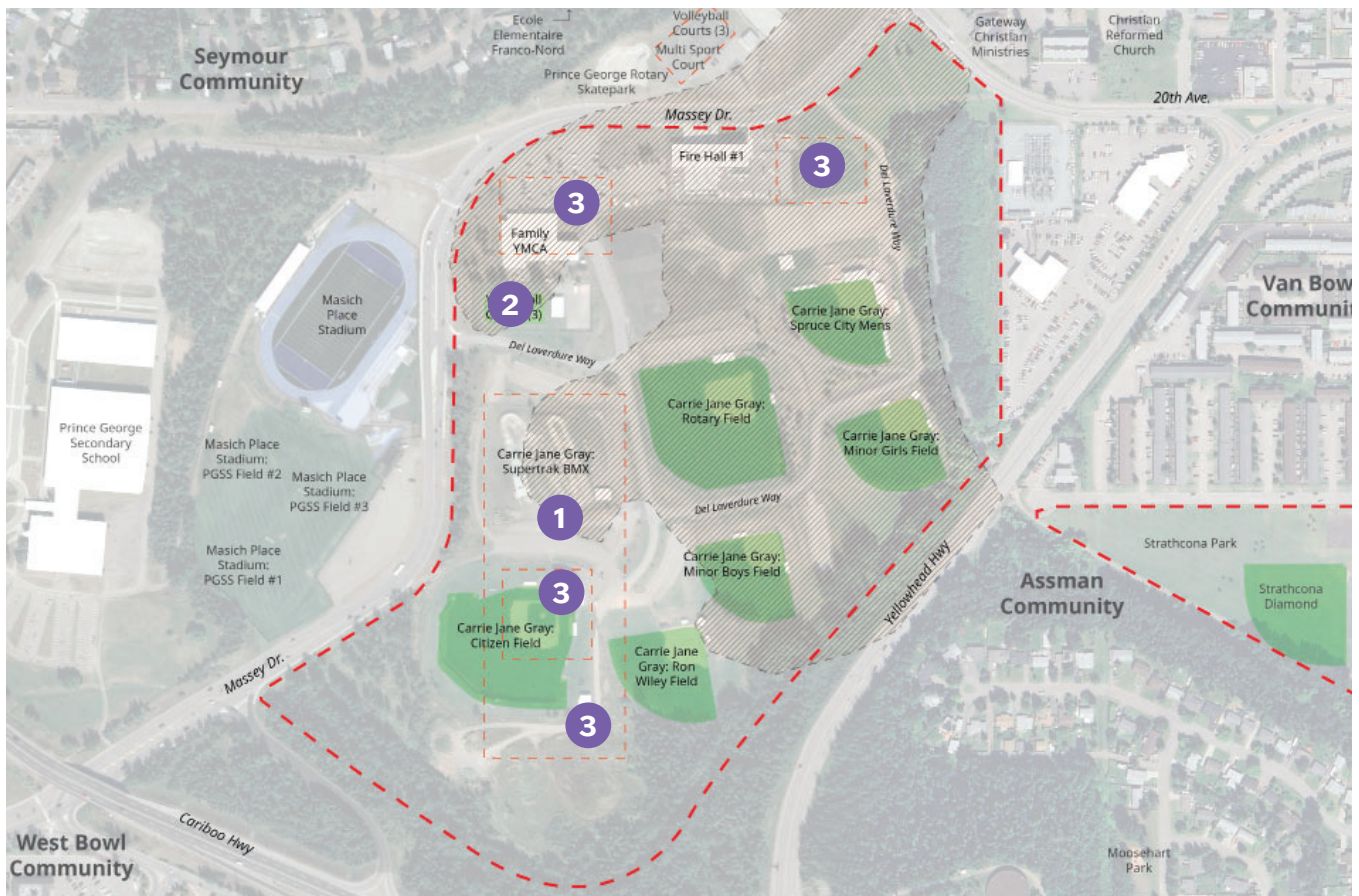 Ecole
Elementaire
Franco-Nord
Volleyball
Courts (3)
Multi Sport
Court
Gateway
Christian
Ministries
Christian
Reformed
Church
Seymour
Community
Prince George Rotary
Skatepark
20th Ave.
Massey Dr.
Fire Hall #1
3
Del Laverdure Way
3
Family
YMCA
Van Bow
Communit
2
(3)
Masich
Place
Stadium
Carrie Jane Gray:
Spruce City Mens
Del Laverdure Way
Carrie Jane Gray:
Rotary Field
Prince George
Secondary
School
Masich Place
Stadium:
PGSS Field #2
Carrie Jane Gray:
Supertrak BMX
Carrie Jane Gray:
Minor Girls Field
Masich Place
Stadium:
PGSS Field #3
Del Laverdure Way
1
Masich Place
Stadium:
PGSS Field #1
Carrie Jane Gray:
Minor Boys Field
Yellowhead Hwy
Strathcona Park
Assman
Community
Strathcona
Diamond
3
Carrie Jane Gray:
Citizen Field
Carrie Jane
Gray: Ron
Wiley Field
Massey Dr.
3
Cariboo Hwy
West Bowl
Community
Moosehart
Park